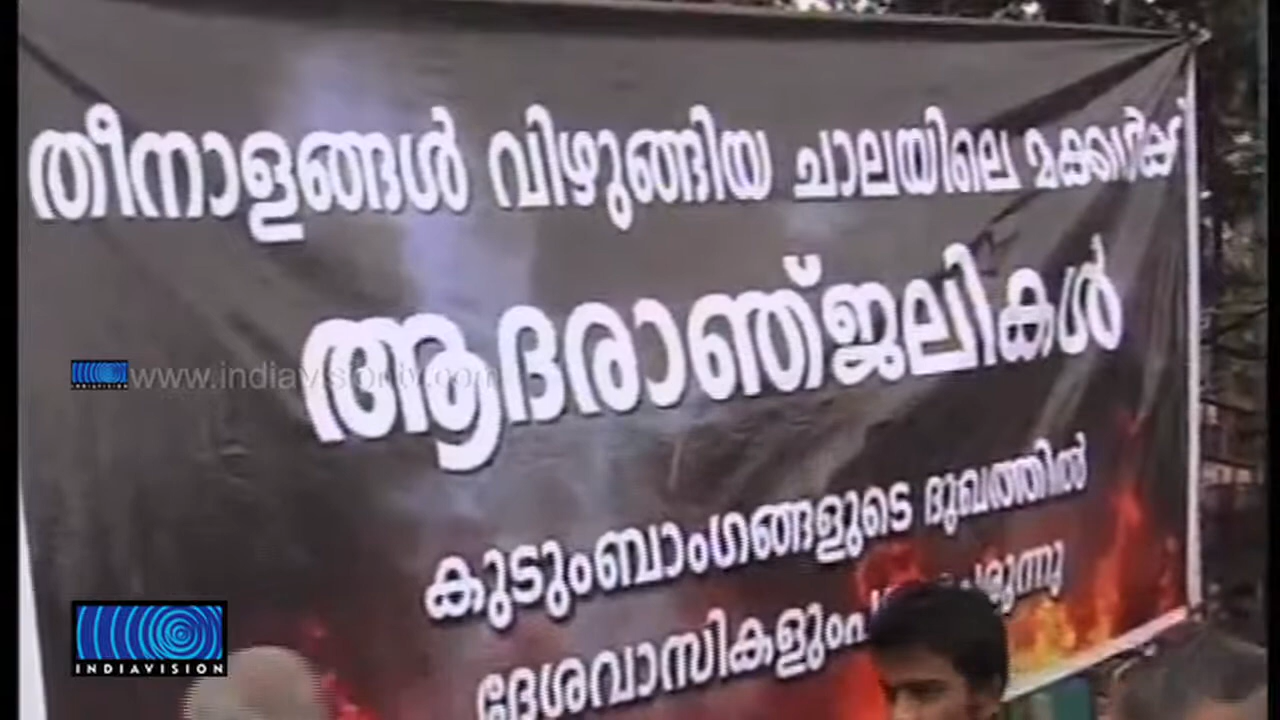 തീനാളങ്ങൾ വിഴുങ്ങിയ ചാലയിലെ മക്കൾക്ക്
ആദരാഞ്ജലികൾ
www.indiavisiontv.com
കുടുംബാംഗങ്ങളുടെ ദുഖത്തിൽ
ദേശവാസികളും
INDIAVISION